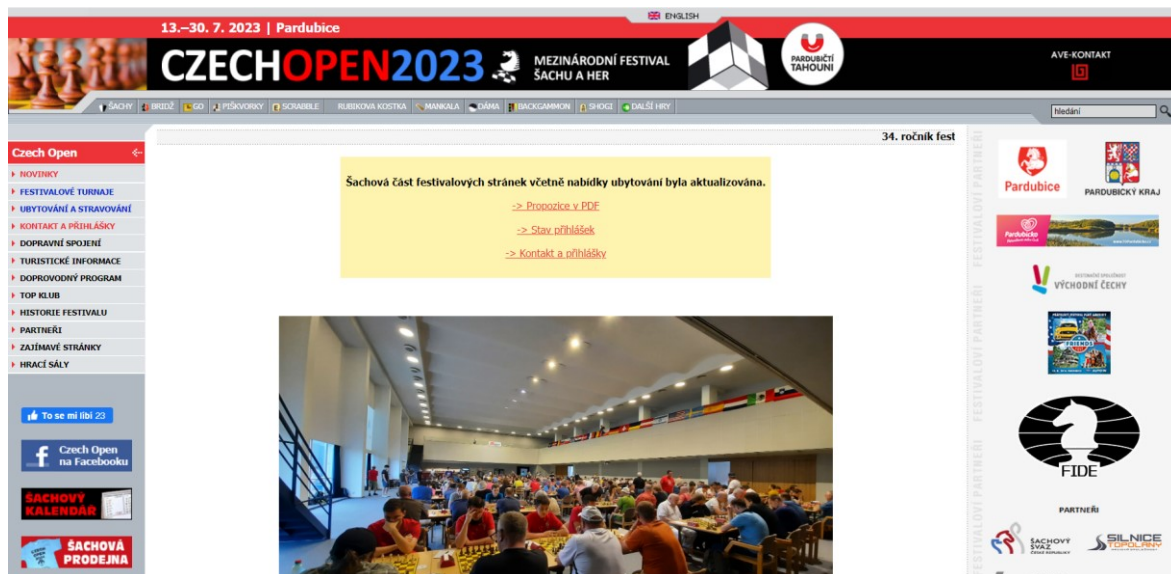 ENGLISH
13.–30. 7. 2023 | Pardubice
CZECHOPEN2023
MEZINÁRODNÍ FESTIVAL
ŠACHU A HER
PARDUBIČTÍ
TAHOUNI
AVE-KONTAKT
ŠACHY BRIDŽ GO PIŠKVORKY SCRABBLE RUBIKOVA KOSTKA MANKALA DÁMA BACKGAMMON SHOGI DALŠÍ HRY
hledání
34. ročník fest
Czech Open
NOVINKY
FESTIVALOVÉ TURNAJE
UBYTOVÁNÍ A STRAVOVÁNÍ
KONTAKT A PŘIHLÁŠKY
DOPRAVNÍ SPOJENÍ
TURISTICKÉ INFORMACE
DOPROVODNÝ PROGRAM
TOP KLUB
HISTORIE FESTIVALU
PARTNEŘI
ZAJÍMAVÉ STRÁNKY
HRACÍ SÁLY
To se mi líbí 23
Czech Open
na Facebooku
ŠACHOVÝ
KALENDÁŘ
ŠACHOVÁ
PRODEJNA
Šachová část festivalových stránek včetně nabídky ubytování byla aktualizována.
-> Propozice v PDF
-> Stav přihlášek
-> Kontakt a přihlášky
FESTIVALOVÍ PARTNEŘI
FESTIVALOVÍ PARTNEŘI
FESTIVALOVÍ PARTNEŘI
Pardubice
PARDUBICKÝ KRAJ
Pardubicko
VÝCHODNÍ ČECHY
FRIENDS
FIDE
PARTNEŘI
ŠACHOVÝ
SVAZ
ČESKÉ REPUBLIKY
SILNICE
TOPOLANY